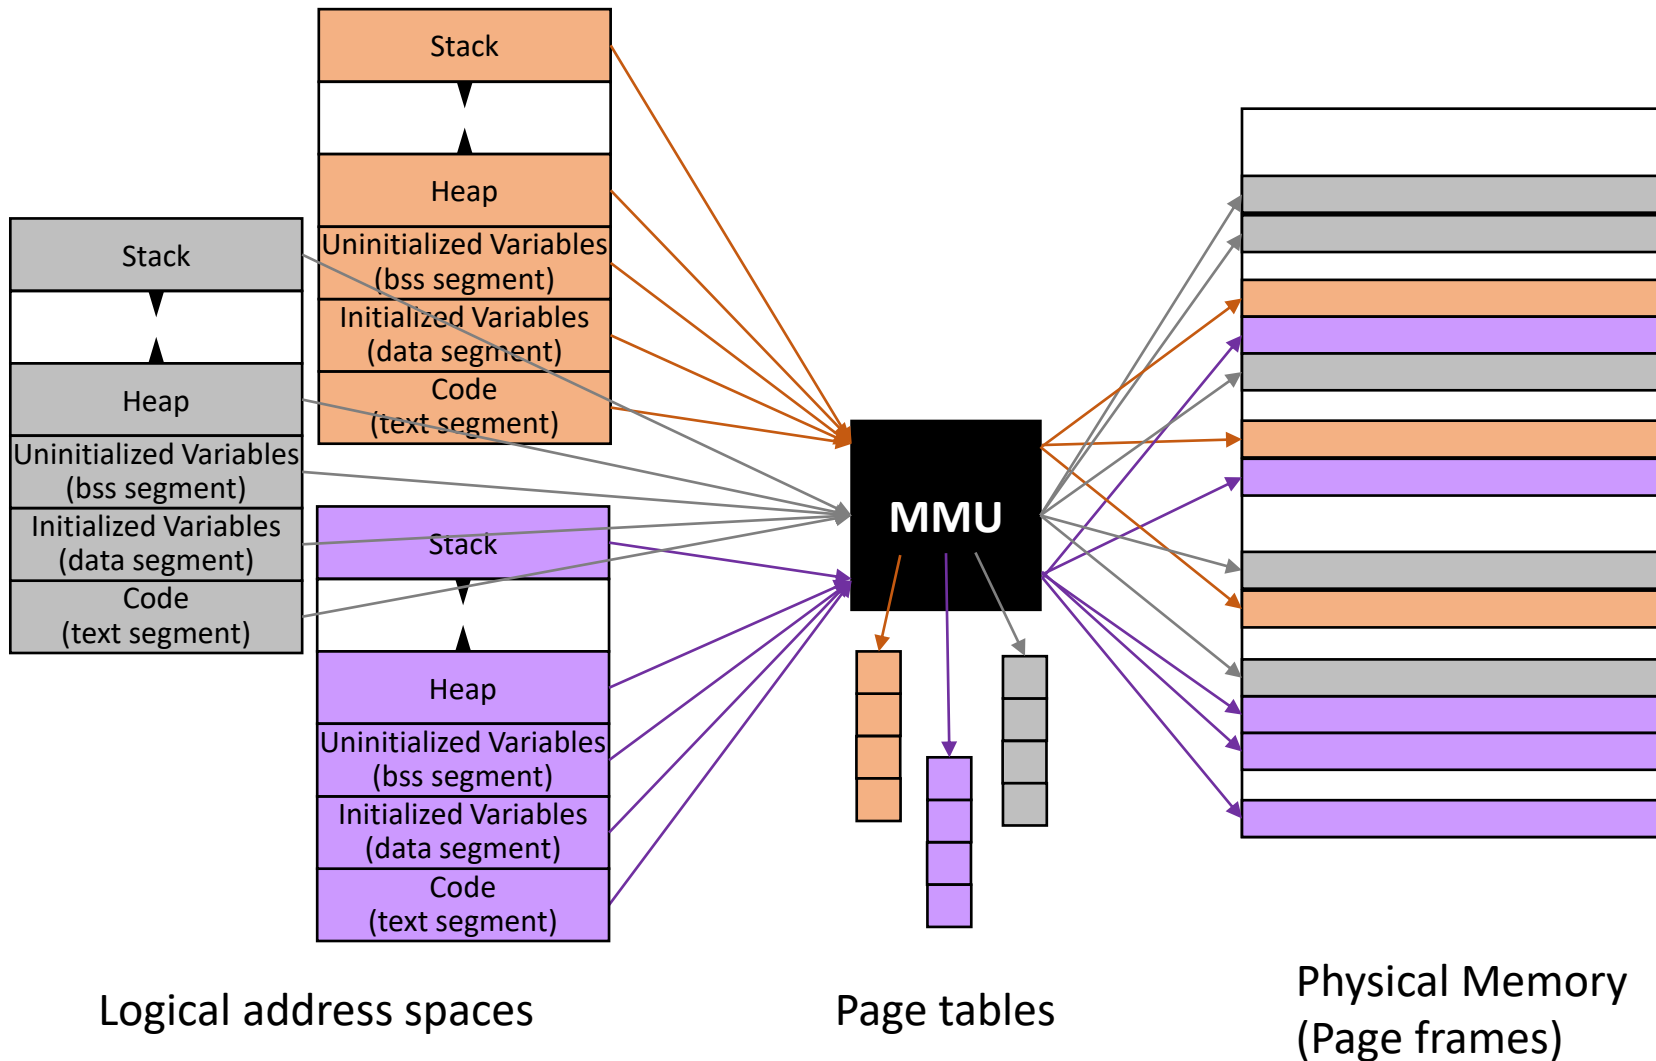 Stack
Heap
Uninitialized Variables
(bss segment)
Initialized Variables
(data segment)
Code
(text segment)
Stack
Heap
Uninitialized Variables
(bss segment)
Initialized Variables
(data segment)
Code
(text segment)
Stack
Heap
Uninitialized Variables
(bss segment)
Initialized Variables
(data segment)
Code
(text segment)
MMU
Logical address spaces
Page tables
Physical Memory
(Page frames)